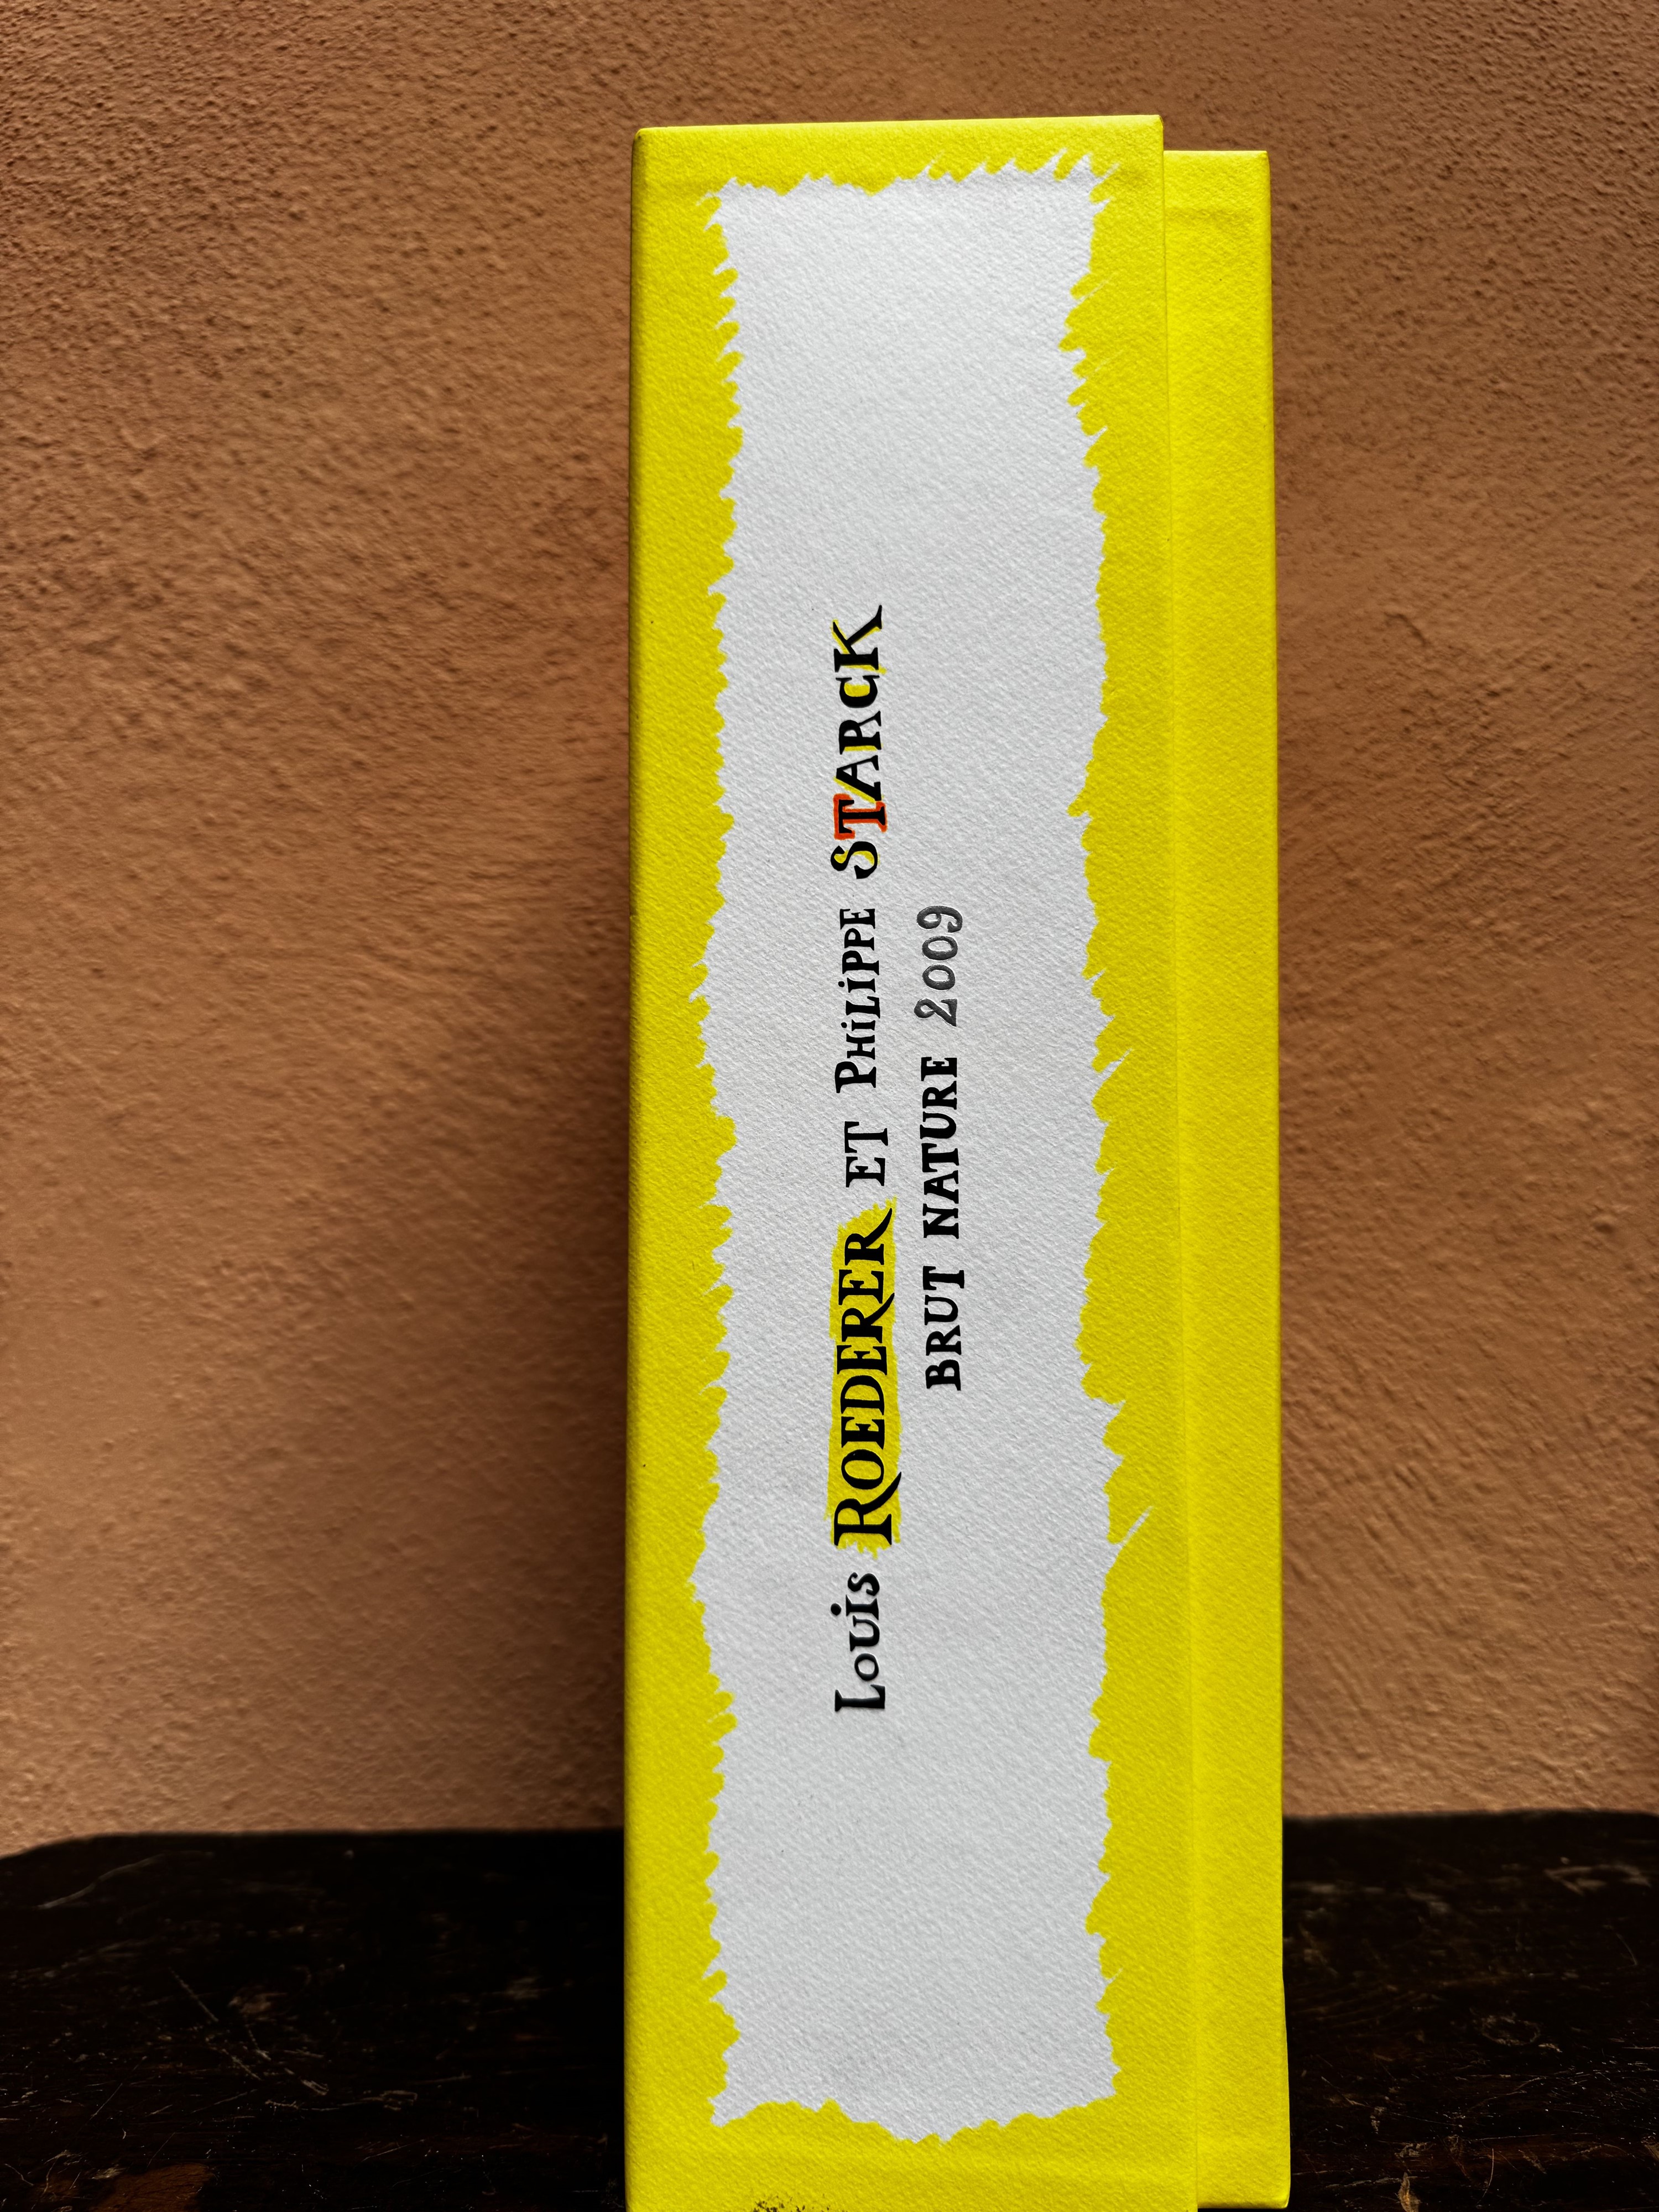 Louis ROEDERER ET PHiLiPPE STARCK
BRUT NATURE 2009